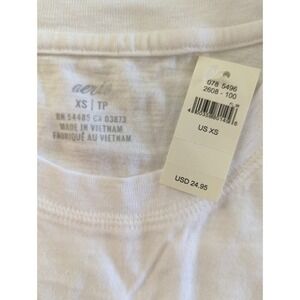 aerie
XS | TP
RN 54485 CA 03873
MADE IN VIETNAM
FABRIQUÉ AU VIETNAM
078 5496
2608 - 100
US XS
USD 24.95